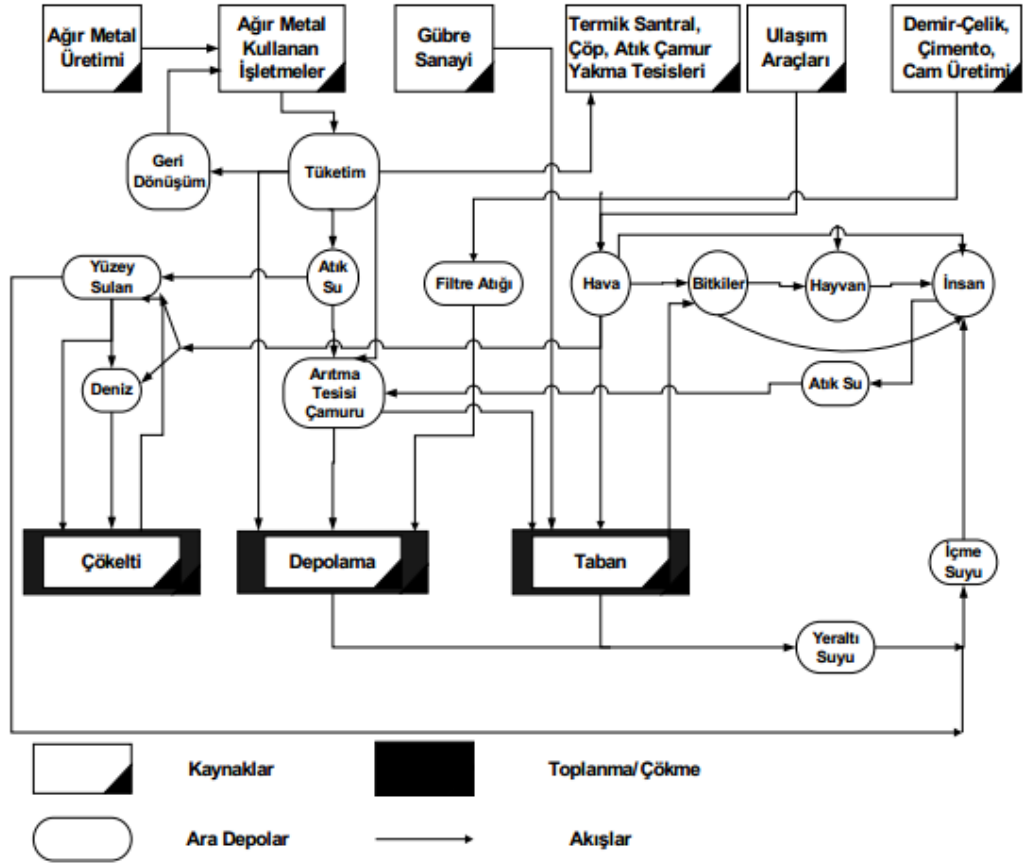 Ağır Metal
Üretimi
Ağır Metal
Kullanan
İşletmeler
Gübre
Sanayi
Termik Santral,
Çöp, Atık Çamur
Yakma Tesisleri
Ulaşım
Araçları
Demir-Çelik,
Çimento,
Cam Üretimi
Geri
Dönüşüm
Tüketim
Yüzey
Suları
Atık
Su
Filtre Atığı
Hava
Bitkiler
Hayvan
İnsan
Deniz
Arıtma
Tesisi
Çamuru
Atık Su
Çökelti
Depolama
Taban
İçme
Suyu
Yeraltı
Suyu
Kaynaklar
Toplanma/Çökme
Ara Depolar
Akışlar